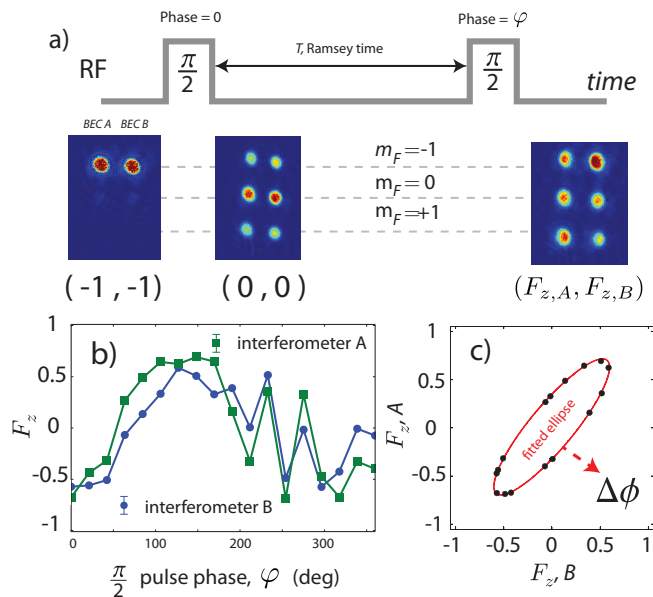 a)
Phase = 0
Phase = φ
RF
π/2
T, Ramsey time
π/2
time
BEC A
BEC B
m_F=-1
m_F=0
m_F=+1
(-1,-1)
(0,0)
(F_{z,A}, F_{z,B})
b)
1
0.5
0
-0.5
-1
F_z
interferometer A
interferometer B
0
100
200
300
π/2 pulse phase, φ (deg)
c)
1
0.5
0
-0.5
-1
F_z, A
fitted ellipse
Δϕ
-1
-0.5
0
0.5
1
F_z, B